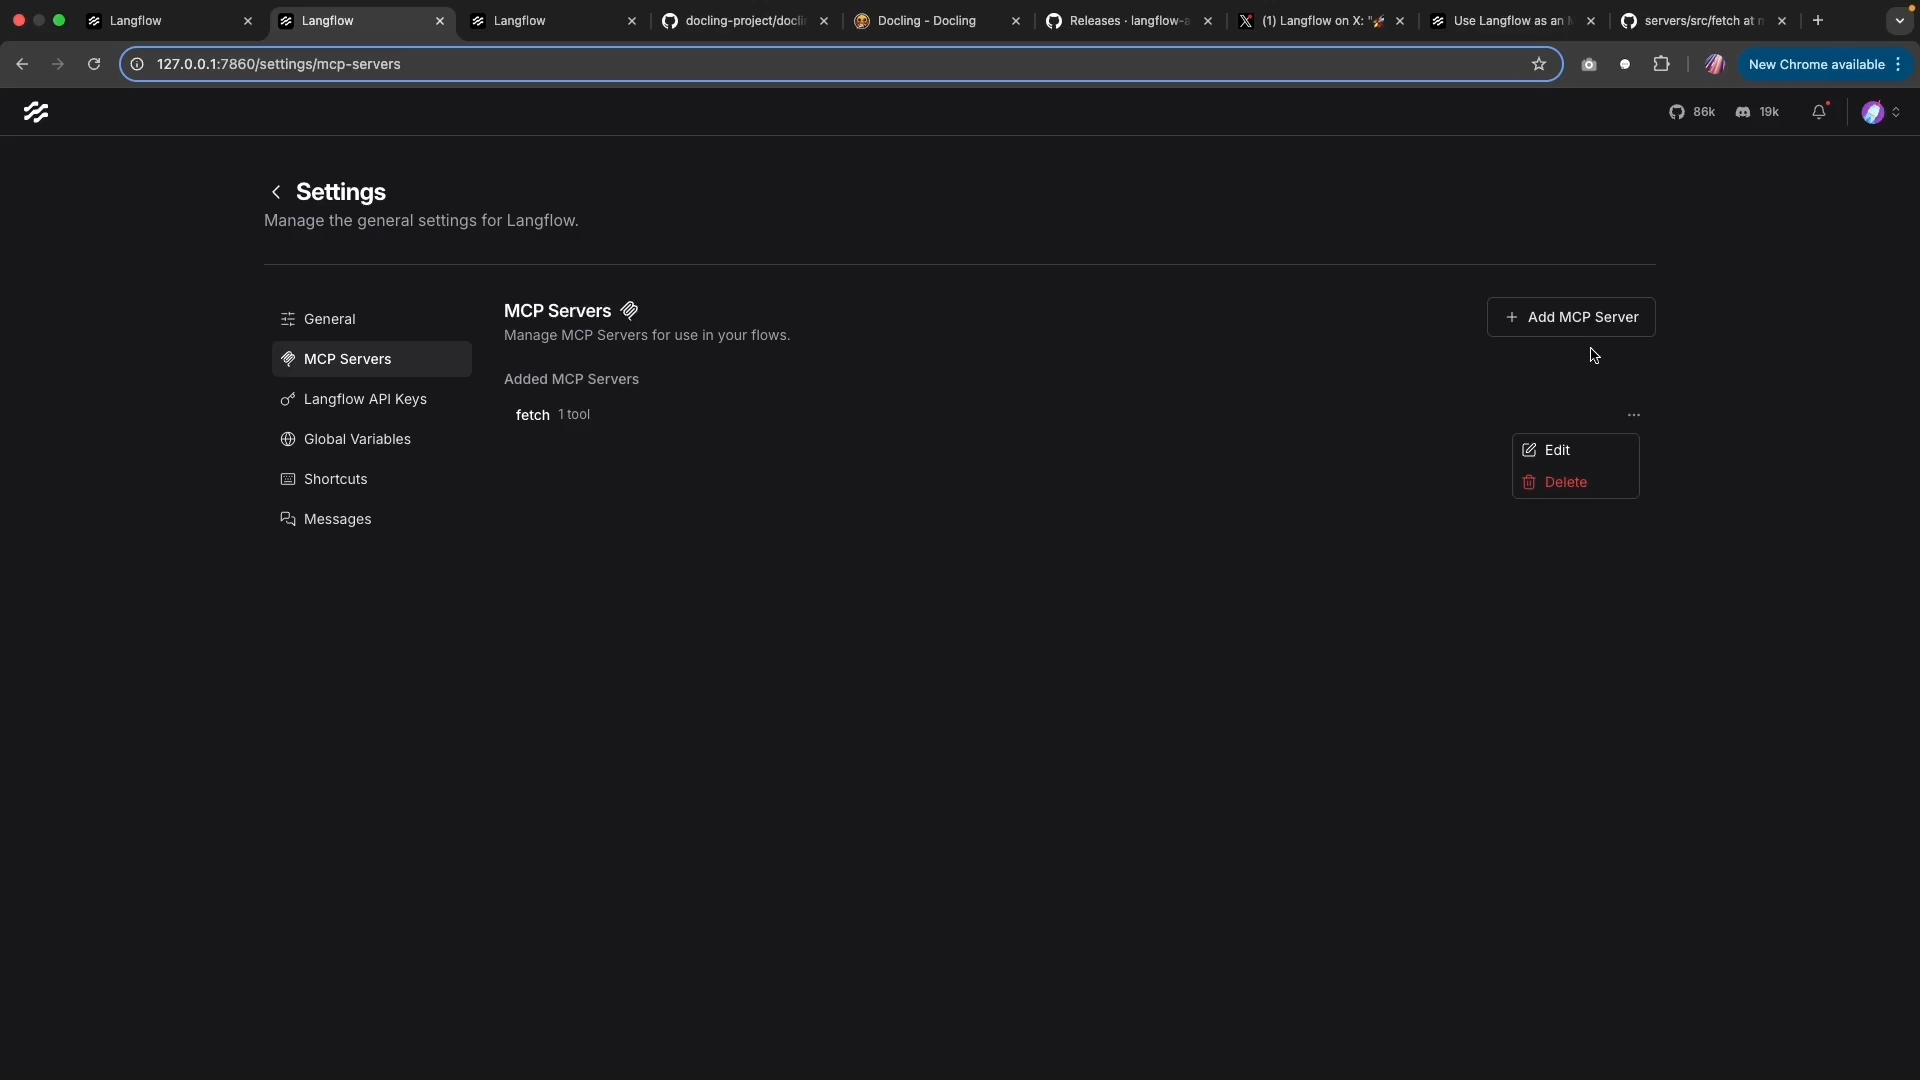 Langflow
Langflow
Langflow
docling-project/docli
Docling - Docling
Releases · langflow-a
(1) Langflow on X: "🚀
Use Langflow as an M
servers/src/fetch at m
127.0.0.1:7860/settings/mcp-servers
New Chrome available
86k
19k
Settings
Manage the general settings for Langflow.
General
MCP Servers
Langflow API Keys
Global Variables
Shortcuts
Messages
MCP Servers
Manage MCP Servers for use in your flows.
Add MCP Server
Added MCP Servers
fetch 1 tool
Edit
Delete